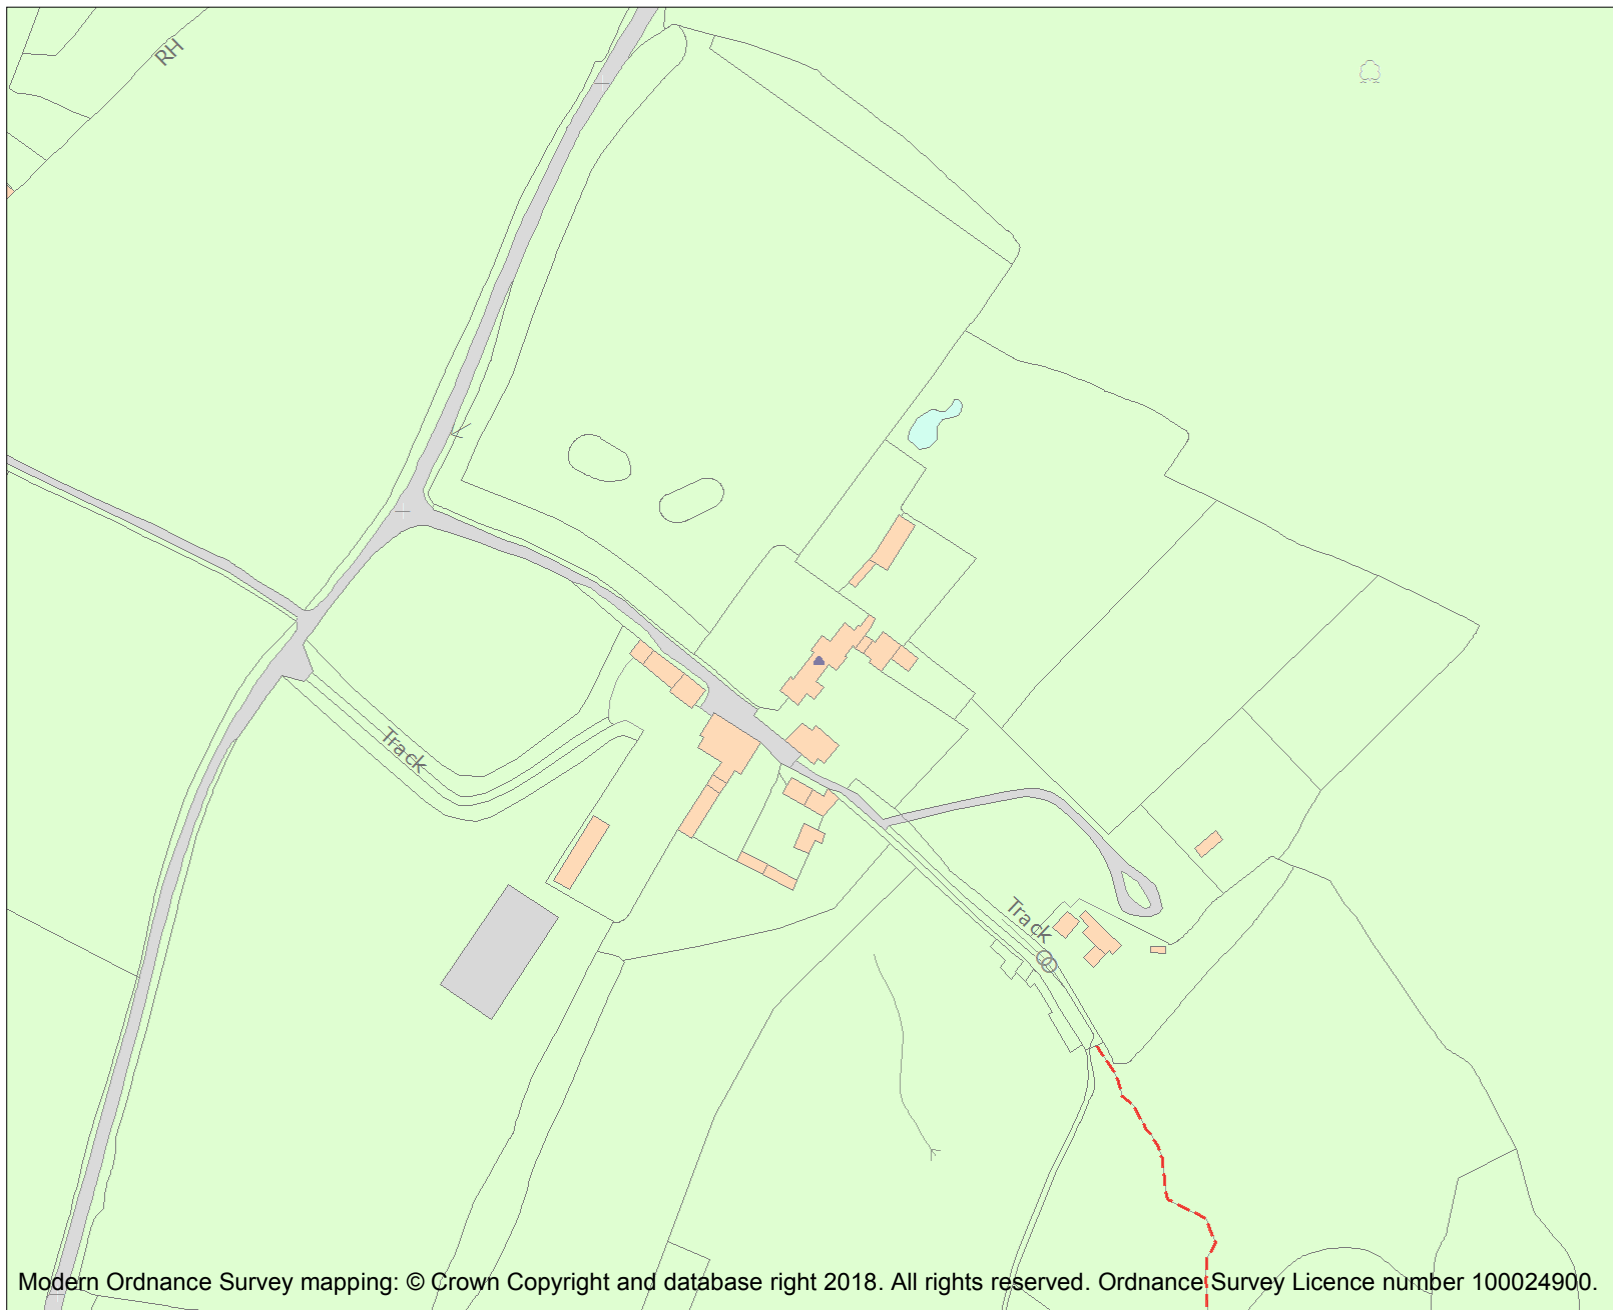 RH
Track
Track
Modern Ordnance Survey mapping: © Crown Copyright and database right 2018. All rights reserved. Ordnance Survey Licence number 100024900.